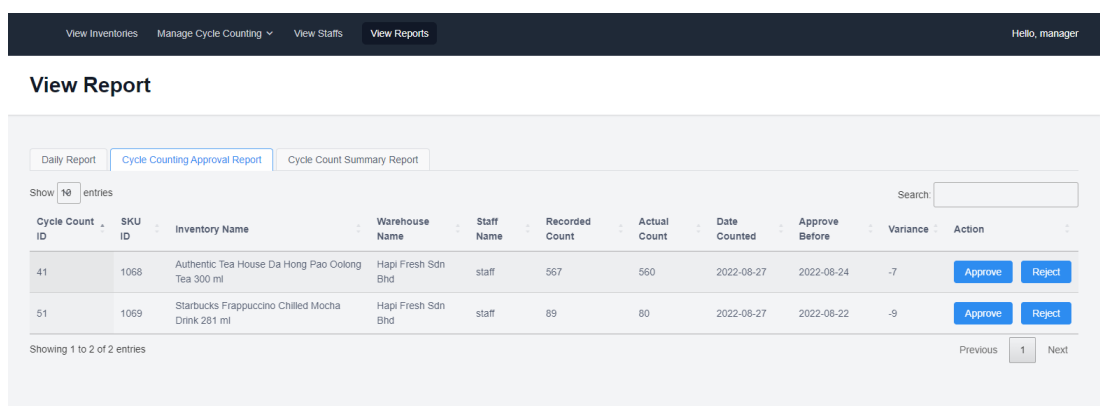 View Inventories Manage Cycle Counting View Staffs View Reports Hello, manager
View Report
Daily Report Cycle Counting Approval Report Cycle Count Summary Report
Show 10 entries Search:
Cycle Count ID SKU ID Inventory Name Warehouse Name Staff Name Recorded Count Actual Count Date Counted Approve Before Variance Action
41 1068 Authentic Tea House Da Hong Pao Oolong Tea 300 ml Hapi Fresh Sdn Bhd staff 567 560 2022-08-27 2022-08-24 -7 Approve Reject
51 1069 Starbucks Frappuccino Chilled Mocha Drink 281 ml Hapi Fresh Sdn Bhd staff 89 80 2022-08-27 2022-08-22 -9 Approve Reject
Showing 1 to 2 of 2 entries Previous 1 Next